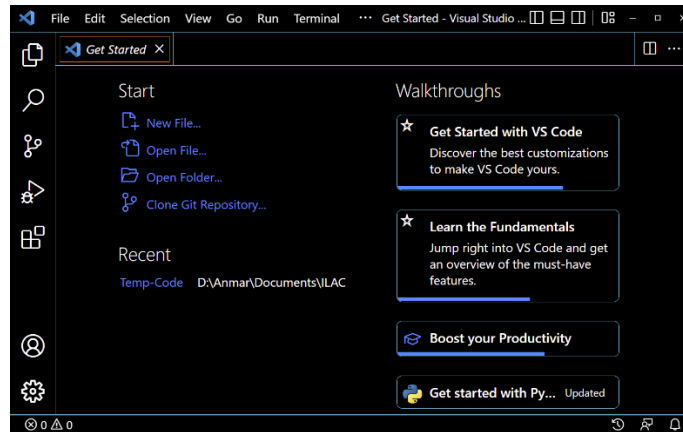 File Edit Selection View Go Run Terminal ··· Get Started - Visual Studio ...
Get Started
Start
New File...
Open File...
Open Folder...
Clone Git Repository...
Recent
Temp-Code D:\Anmar\Documents\ILAC
Walkthroughs
Get Started with VS Code
Discover the best customizations
to make VS Code yours.
Learn the Fundamentals
Jump right into VS Code and get
an overview of the must-have
features.
Boost your Productivity
Get started with Py... Updated
0 0